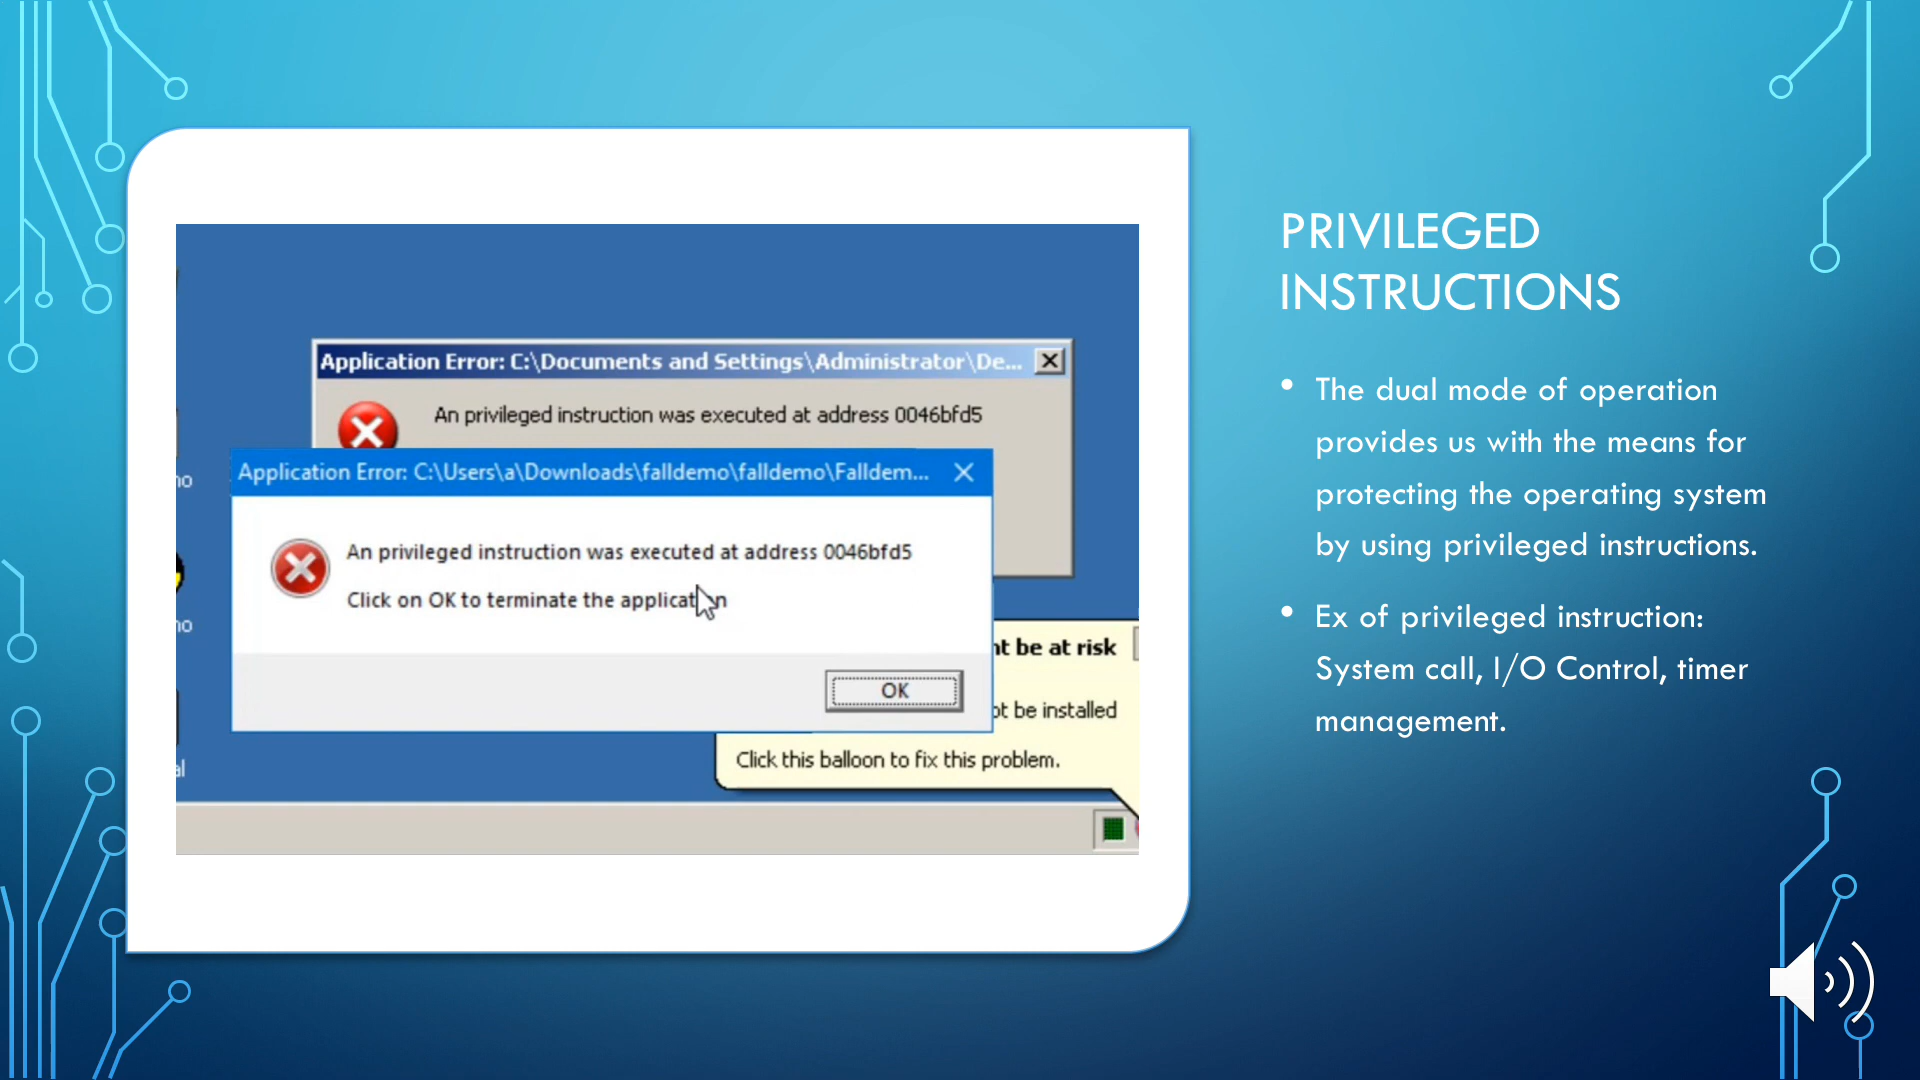 PRIVILEGED
INSTRUCTIONS
• The dual mode of operation
provides us with the means for
protecting the operating system
by using privileged instructions.
• Ex of privileged instruction:
System call, I/O Control, timer
management.
Application Error: C:\Documents and Settings\Administrator\De...
An privileged instruction was executed at address 0046bfd5
Application Error: C:\Users\a\Downloads\falldemo\falldemo\Falldem...
An privileged instruction was executed at address 0046bfd5
Click on OK to terminate the application
OK
be at risk
be installed
Click this balloon to fix this problem.